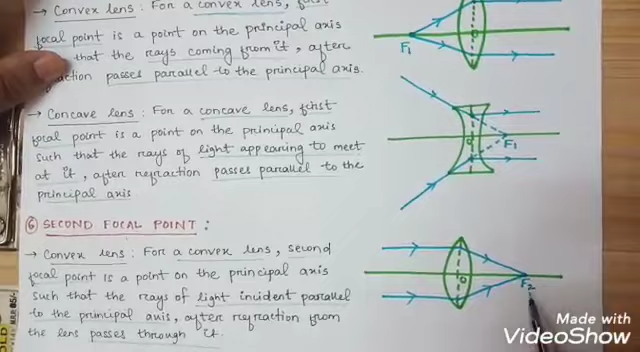 → Convex lens : For a convex lens, first
focal point is a point on the principal axis
that the rays coming from it, after
passes parallel to the principal axis.
→ Concave lens : For a concave lens, first
focal point is a point on the principal axis
such that the rays of light appearing to meet
at it, after refraction passes parallel to the
principal axis
⑥ SECOND FOCAL POINT :
→ Convex lens : For a convex lens, second
focal point is a point on the principal axis
such that the rays of light incident parallel
to the principal axis, after refraction from
the lens passes through it.
F1
O
O
F1
O
F2
Made with
VideoShow